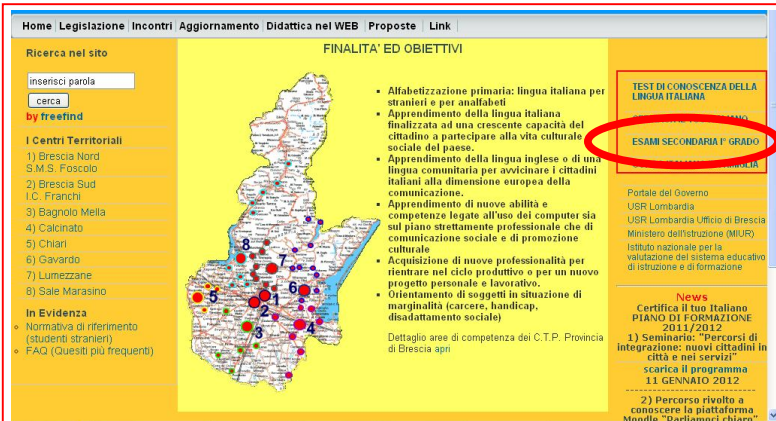 Home Legislazione Incontri Aggiornamento Didattica nel WEB Proposte Link
Ricerca nel sito
inserisci parola
cerca
by freefind
I Centri Territoriali
1) Brescia Nord
S.M.S. Foscolo
2) Brescia Sud
I.C. Franchi
3) Bagnolo Mella
4) Calcinato
5) Chiari
6) Gavardo
7) Lumezzane
8) Sale Marasino
In Evidenza
Normativa di riferimento
(studenti stranieri)
FAQ (Quesiti più frequenti)
FINALITA' ED OBIETTIVI
8
7
6
5
1
2
3
4
Alfabetizzazione primaria: lingua italiana per
stranieri e per analfabeti
Apprendimento della lingua italiana
finalizzata ad una crescente capacità del
cittadino a partecipare alla vita culturale
sociale del paese.
Apprendimento della lingua inglese o di una
lingua comunitaria per avvicinare i cittadini
italiani alla dimensione europea della
comunicazione.
Apprendimento di nuove abilità e
competenze legate all'uso dei computer sia
sul piano strettamente professionale che di
comunicazione sociale e di promozione
culturale
Acquisizione di nuove professionalità per
rientrare nel ciclo produttivo o per un nuovo
progetto personale e lavorativo.
Orientamento di soggetti in situazione di
marginalità (carcere, handicap,
disadattamento sociale)
Dettaglio aree di competenza dei C.T.P. Provincia
di Brescia apri
TEST DI CONOSCENZA DELLA
LINGUA ITALIANA
ESAMI SECONDARIA I° GRADO
Portale del Governo
USR Lombardia
USR Lombardia Ufficio di Brescia
Ministero dell'istruzione (MIUR)
Istituto nazionale per la
valutazione del sistema educativo
di istruzione e di formazione
News
Certifica il tuo Italiano
PIANO DI FORMAZIONE
2011/2012
1) Seminario: "Percorsi di
integrazione: nuovi cittadini in
città e nei servizi"
scarica il programma
11 GENNAIO 2012
2) Percorso rivolto a
conoscere la piattaforma
Moodle "Parliamoci chiaro"